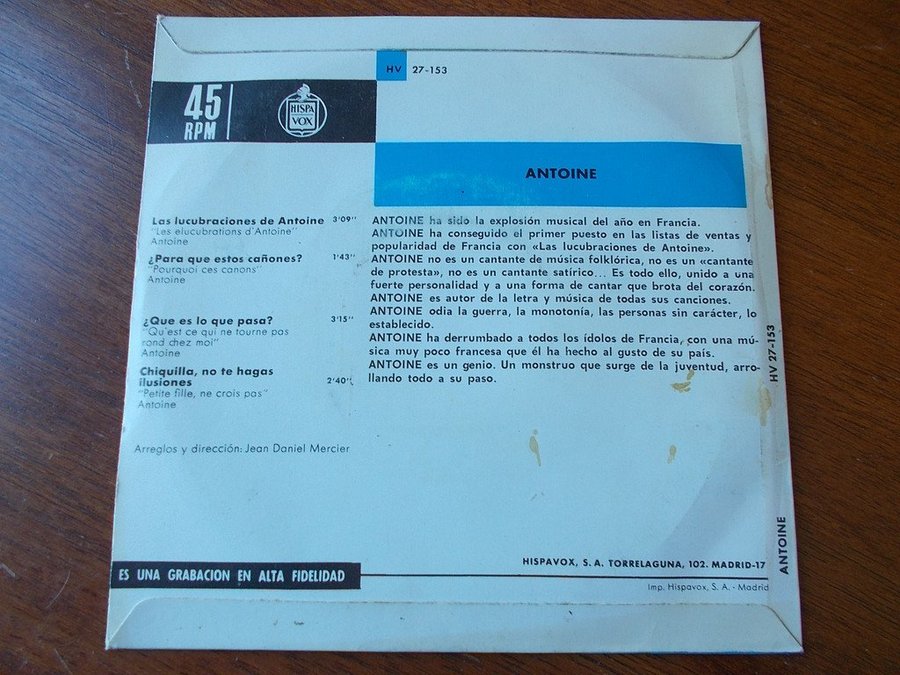 HV 27-153
45
RPM
HISPA
VOX
ANTOINE
Las lucubraciones de Antoine 3'09''
"Les elucubrations d'Antoine"
Antoine
¿Para que estos cañones? 1'43''
"Pourquoi ces canons"
Antoine
¿Que es lo que pasa? 3'15''
"Qu'est ce qui ne tourne pas
rond chez moi"
Antoine
Chiquilla, no te hagas
ilusiones 2'40''
"Petite fille, ne crois pas"
Antoine
Arreglos y dirección: Jean Daniel Mercier
ANTOINE ha sido la explosión musical del año en Francia.
ANTOINE ha conseguido el primer puesto en las listas de ventas y
popularidad de Francia con «Las lucubraciones de Antoine».
ANTOINE no es un cantante de música folklórica, no es un «cantante
de protesta», no es un cantante satírico... Es todo ello, unido a una
fuerte personalidad y a una forma de cantar que brota del corazón.
ANTOINE es autor de la letra y música de todas sus canciones.
ANTOINE odia la guerra, la monotonía, las personas sin carácter, lo
establecido.
ANTOINE ha derrumbado a todos los ídolos de Francia, con una mú-
sica muy poco francesa que él ha hecho al gusto de su país.
ANTOINE es un genio. Un monstruo que surge de la juventud, arro-
llando todo a su paso.
HV 27-153
ANTOINE
HISPAVOX, S. A. TORRELAGUNA, 102. MADRID-17
ES UNA GRABACION EN ALTA FIDELIDAD
Imp. Hispavox, S. A. - Madrid